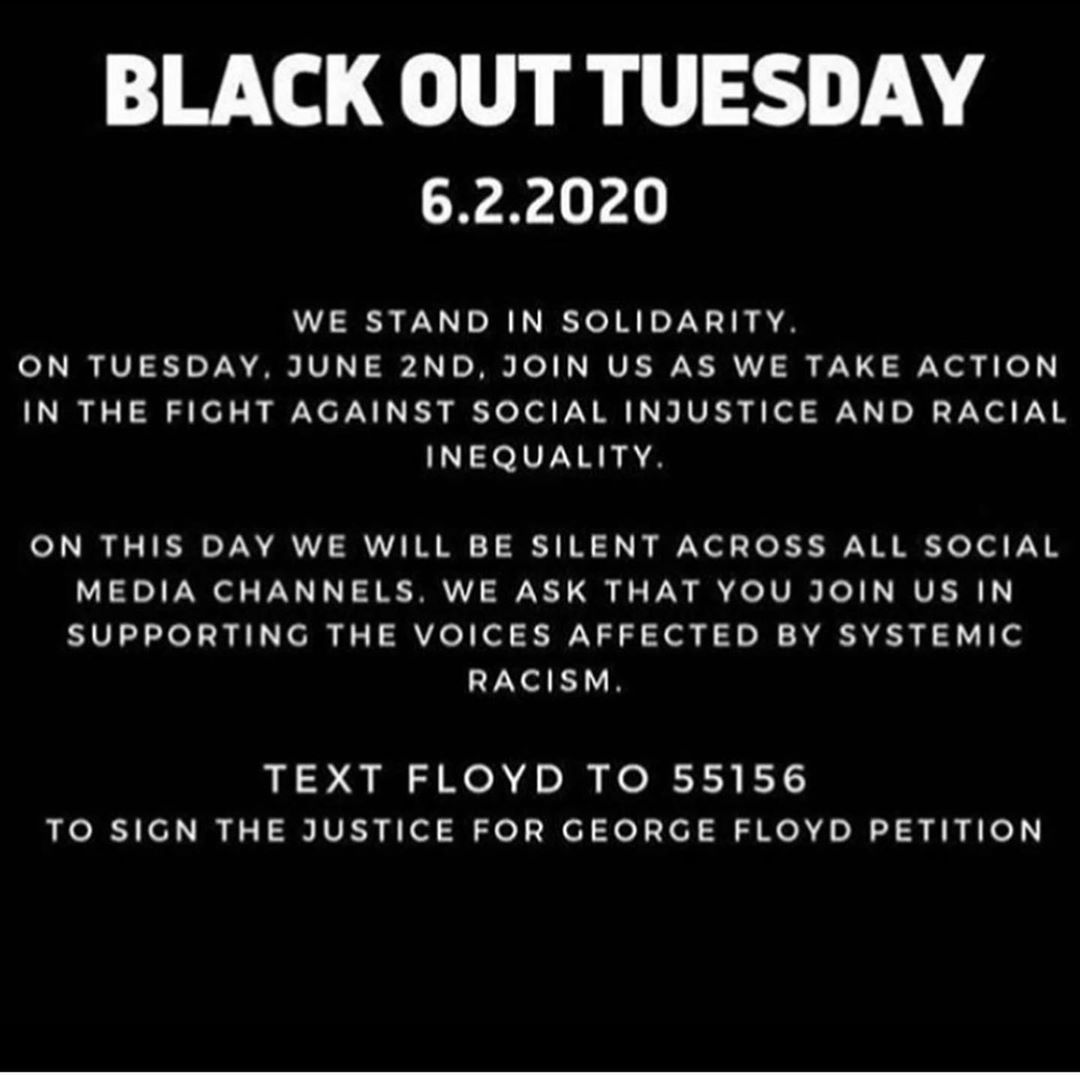 BLACK OUT TUESDAY
6.2.2020
WE STAND IN SOLIDARITY.
ON TUESDAY, JUNE 2ND, JOIN US AS WE TAKE ACTION
IN THE FIGHT AGAINST SOCIAL INJUSTICE AND RACIAL
INEQUALITY.
ON THIS DAY WE WILL BE SILENT ACROSS ALL SOCIAL
MEDIA CHANNELS. WE ASK THAT YOU JOIN US IN
SUPPORTING THE VOICES AFFECTED BY SYSTEMIC
RACISM.
TEXT FLOYD TO 55156
TO SIGN THE JUSTICE FOR GEORGE FLOYD PETITION